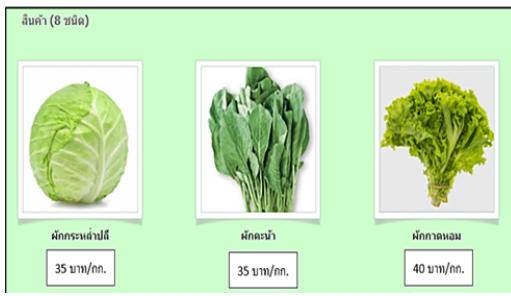 สินค้า (8 ชนิด)
ผักกระหล่ำปลี
ผักคะน้า
ผักกาดหอม
35 บาท/กก.
35 บาท/กก.
40 บาท/กก.